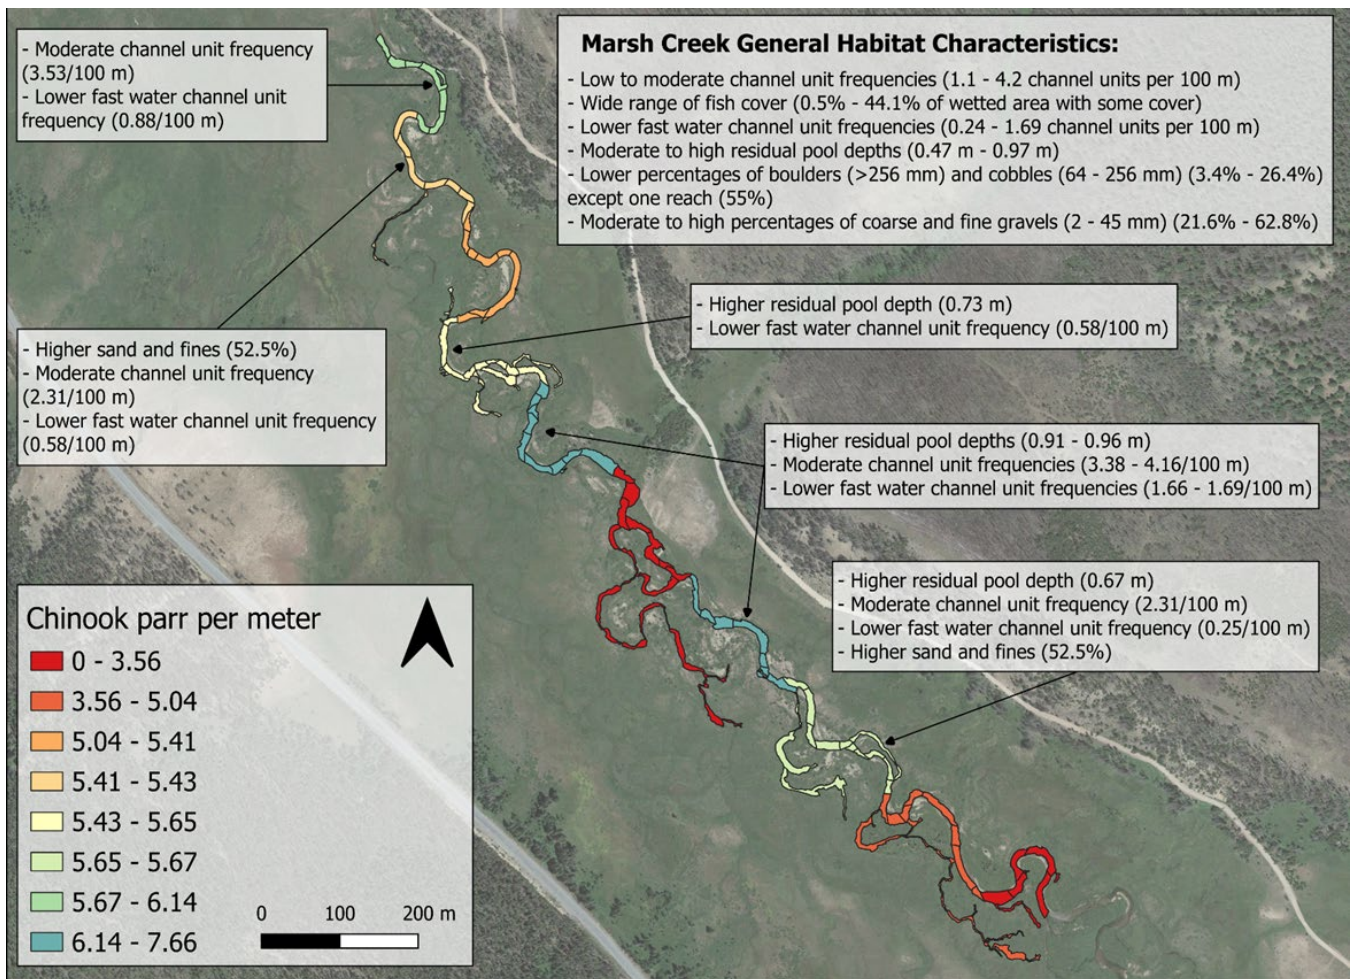 - Moderate channel unit frequency
(3.53/100 m)
- Lower fast water channel unit
frequency (0.88/100 m)
Marsh Creek General Habitat Characteristics:
- Low to moderate channel unit frequencies (1.1 - 4.2 channel units per 100 m)
- Wide range of fish cover (0.5% - 44.1% of wetted area with some cover)
- Lower fast water channel unit frequencies (0.24 - 1.69 channel units per 100 m)
- Moderate to high residual pool depths (0.47 m - 0.97 m)
- Lower percentages of boulders (>256 mm) and cobbles (64 - 256 mm) (3.4% - 26.4%)
except one reach (55%)
- Moderate to high percentages of coarse and fine gravels (2 - 45 mm) (21.6% - 62.8%)
- Higher residual pool depth (0.73 m)
- Lower fast water channel unit frequency (0.58/100 m)
- Higher sand and fines (52.5%)
- Moderate channel unit frequency
(2.31/100 m)
- Lower fast water channel unit frequency
(0.58/100 m)
- Higher residual pool depths (0.91 - 0.96 m)
- Moderate channel unit frequencies (3.38 - 4.16/100 m)
- Lower fast water channel unit frequencies (1.66 - 1.69/100 m)
- Higher residual pool depth (0.67 m)
- Moderate channel unit frequency (2.31/100 m)
- Lower fast water channel unit frequency (0.25/100 m)
- Higher sand and fines (52.5%)
Chinook parr per meter
0 - 3.56
3.56 - 5.04
5.04 - 5.41
5.41 - 5.43
5.43 - 5.65
5.65 - 5.67
5.67 - 6.14
6.14 - 7.66
0 100 200 m